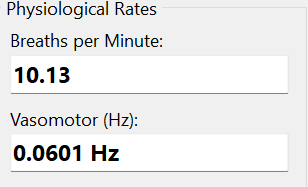 Physiological Rates
Breaths per Minute:
10.13
Vasomotor (Hz):
0.0601 Hz